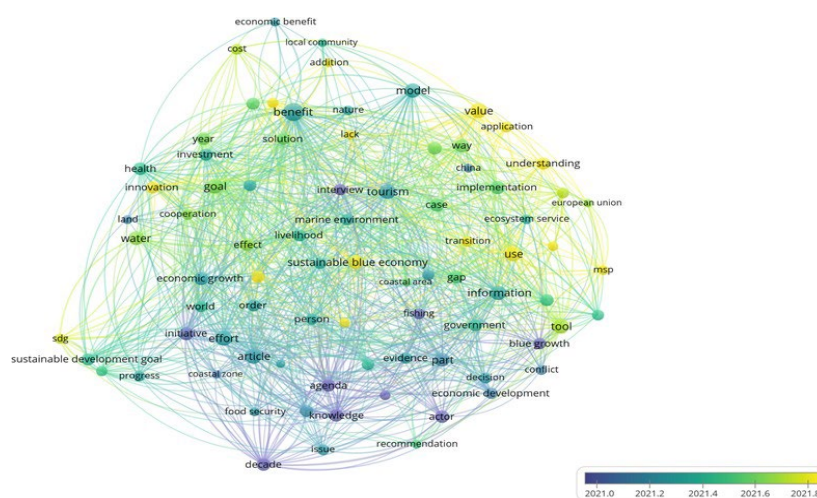 economic benefit
local community
cost
addition
model
benefit
nature
value
application
year
solution
lack
way
investment
understanding
health
china
innovation
goal
interview
tourism
implementation
european union
land
cooperation
case
marine environment
ecosystem service
water
effect
livelihood
transition
use
sustainable blue economy
msp
economic growth
coastal area
gap
information
world
order
person
fishing
government
tool
initiative
effort
blue growth
sdg
sustainable development goal
article
evidence
part
conflict
progress
coastal zone
agenda
decision
economic development
food security
knowledge
actor
issue
recommendation
decade
2021.0 2021.2 2021.4 2021.6 2021.8